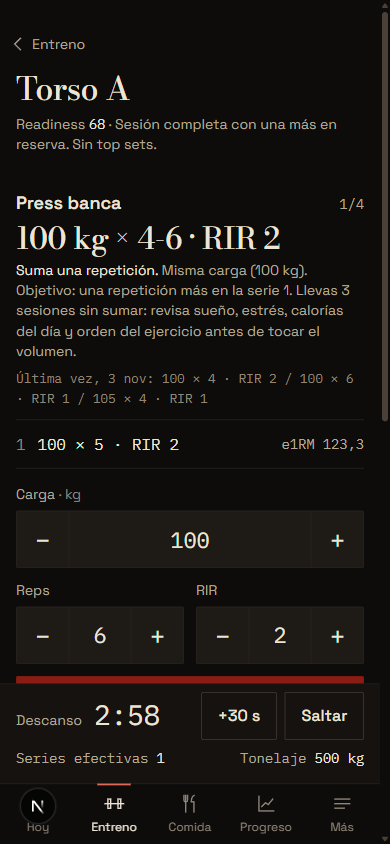 Entreno
Torso A
Readiness 68 · Sesión completa con una más en
reserva. Sin top sets.
Press banca 1/4
100 kg × 4-6 · RIR 2
Suma una repetición. Misma carga (100 kg).
Objetivo: una repetición más en la serie 1. Llevas 3
sesiones sin sumar: revisa sueño, estrés, calorías
del día y orden del ejercicio antes de tocar el
volumen.
Última vez, 3 nov: 100 × 4 · RIR 2 / 100 × 6
· RIR 1 / 105 × 4 · RIR 1
1 100 × 5 · RIR 2 e1RM 123,3
Carga · kg
− 100 +
Reps RIR
− 6 + − 2 +
Descanso 2:58 +30 s Saltar
Series efectivas 1 Tonelaje 500 kg
N
Hoy Entreno Comida Progreso Más